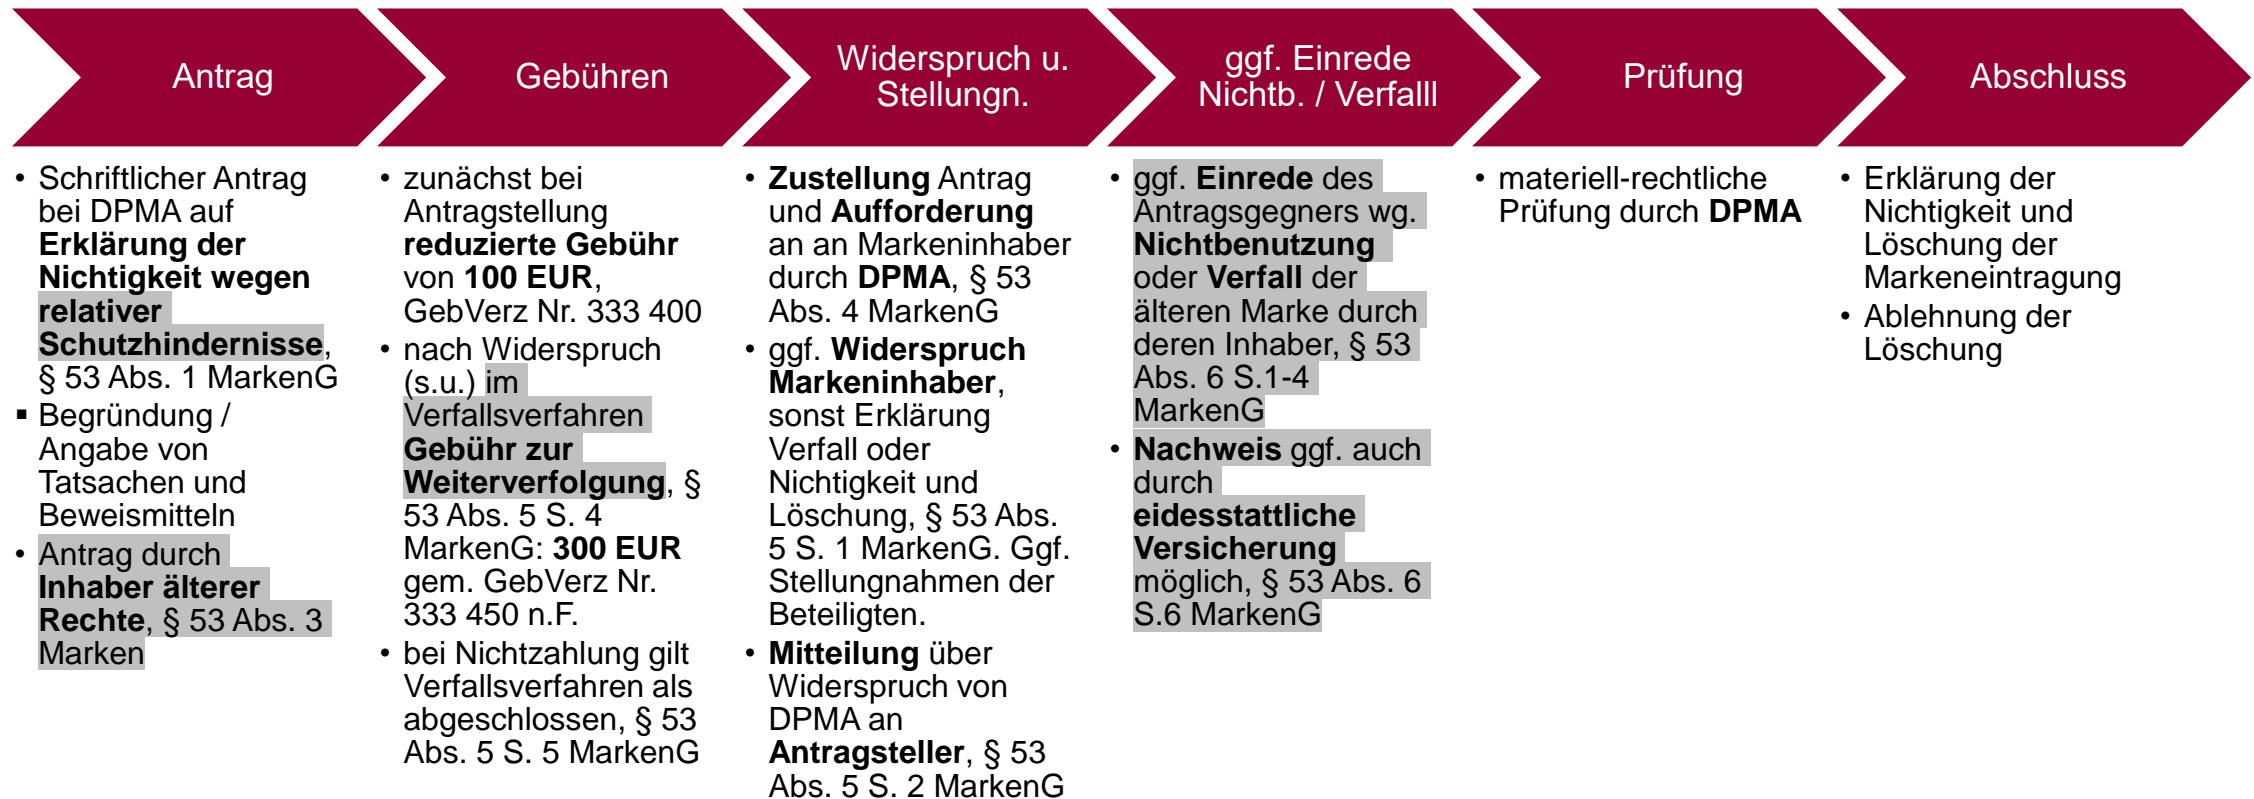 Antrag
Gebühren
Widerspruch u.
Stellungn.
ggf. Einrede
Nichtb. / Verfalll
Prüfung
Abschluss
• Schriftlicher Antrag
bei DPMA auf
Erklärung der
Nichtigkeit wegen
relativer
Schutzhindernisse,
§ 53 Abs. 1 MarkenG
▪ Begründung /
Angabe von
Tatsachen und
Beweismitteln
• Antrag durch
Inhaber älterer
Rechte, § 53 Abs. 3
Marken
• zunächst bei
Antragstellung
reduzierte Gebühr
von 100 EUR,
GebVerz Nr. 333 400
• nach Widerspruch
(s.u.) im
Verfallsverfahren
Gebühr zur
Weiterverfolgung, §
53 Abs. 5 S. 4
MarkenG: 300 EUR
gem. GebVerz Nr.
333 450 n.F.
• bei Nichtzahlung gilt
Verfallsverfahren als
abgeschlossen, § 53
Abs. 5 S. 5 MarkenG
• Zustellung Antrag
und Aufforderung
an an Markeninhaber
durch DPMA, § 53
Abs. 4 MarkenG
• ggf. Widerspruch
Markeninhaber,
sonst Erklärung
Verfall oder
Nichtigkeit und
Löschung, § 53 Abs.
5 S. 1 MarkenG. Ggf.
Stellungnahmen der
Beteiligten.
• Mitteilung über
Widerspruch von
DPMA an
Antragsteller, § 53
Abs. 5 S. 2 MarkenG
• ggf. Einrede des
Antragsgegners wg.
Nichtbenutzung
oder Verfall der
älteren Marke durch
deren Inhaber, § 53
Abs. 6 S.1-4
MarkenG
• Nachweis ggf. auch
durch
eidesstattliche
Versicherung
möglich, § 53 Abs. 6
S.6 MarkenG
• materiell-rechtliche
Prüfung durch DPMA
• Erklärung der
Nichtigkeit und
Löschung der
Markeneintragung
• Ablehnung der
Löschung